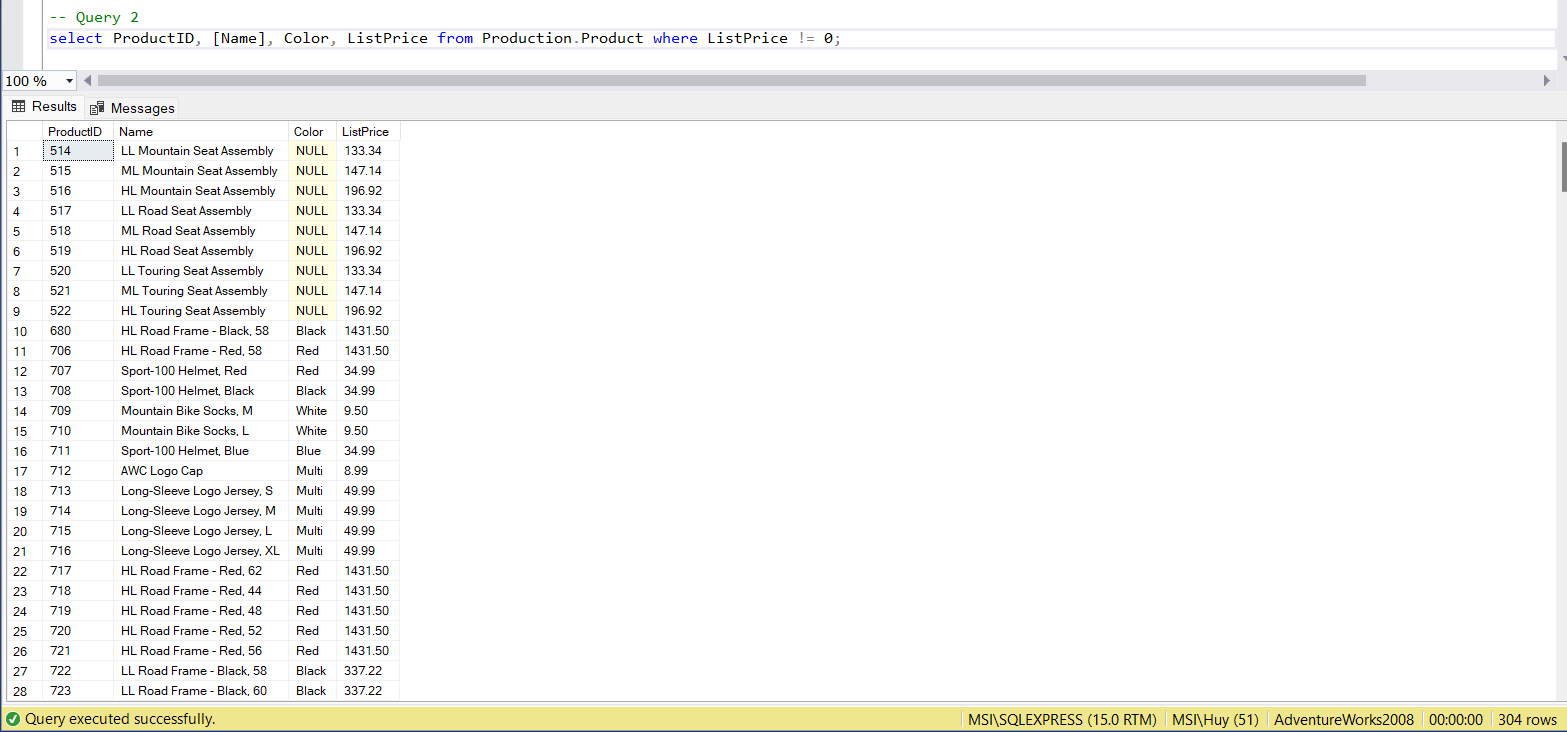 -- Query 2
select ProductID, [Name], Color, ListPrice from Production.Product where ListPrice != 0;
100 %
Results Messages
ProductID Name Color ListPrice
1 514 LL Mountain Seat Assembly NULL 133.34
2 515 ML Mountain Seat Assembly NULL 147.14
3 516 HL Mountain Seat Assembly NULL 196.92
4 517 LL Road Seat Assembly NULL 133.34
5 518 ML Road Seat Assembly NULL 147.14
6 519 HL Road Seat Assembly NULL 196.92
7 520 LL Touring Seat Assembly NULL 133.34
8 521 ML Touring Seat Assembly NULL 147.14
9 522 HL Touring Seat Assembly NULL 196.92
10 680 HL Road Frame - Black, 58 Black 1431.50
11 706 HL Road Frame - Red, 58 Red 1431.50
12 707 Sport-100 Helmet, Red Red 34.99
13 708 Sport-100 Helmet, Black Black 34.99
14 709 Mountain Bike Socks, M White 9.50
15 710 Mountain Bike Socks, L White 9.50
16 711 Sport-100 Helmet, Blue Blue 34.99
17 712 AWC Logo Cap Multi 8.99
18 713 Long-Sleeve Logo Jersey, S Multi 49.99
19 714 Long-Sleeve Logo Jersey, M Multi 49.99
20 715 Long-Sleeve Logo Jersey, L Multi 49.99
21 716 Long-Sleeve Logo Jersey, XL Multi 49.99
22 717 HL Road Frame - Red, 62 Red 1431.50
23 718 HL Road Frame - Red, 44 Red 1431.50
24 719 HL Road Frame - Red, 48 Red 1431.50
25 720 HL Road Frame - Red, 52 Red 1431.50
26 721 HL Road Frame - Red, 56 Red 1431.50
27 722 LL Road Frame - Black, 58 Black 337.22
28 723 LL Road Frame - Black, 60 Black 337.22
Query executed successfully. MSI\SQLEXPRESS (15.0 RTM) MSI\Huy (51) AdventureWorks2008 00:00:00 304 rows